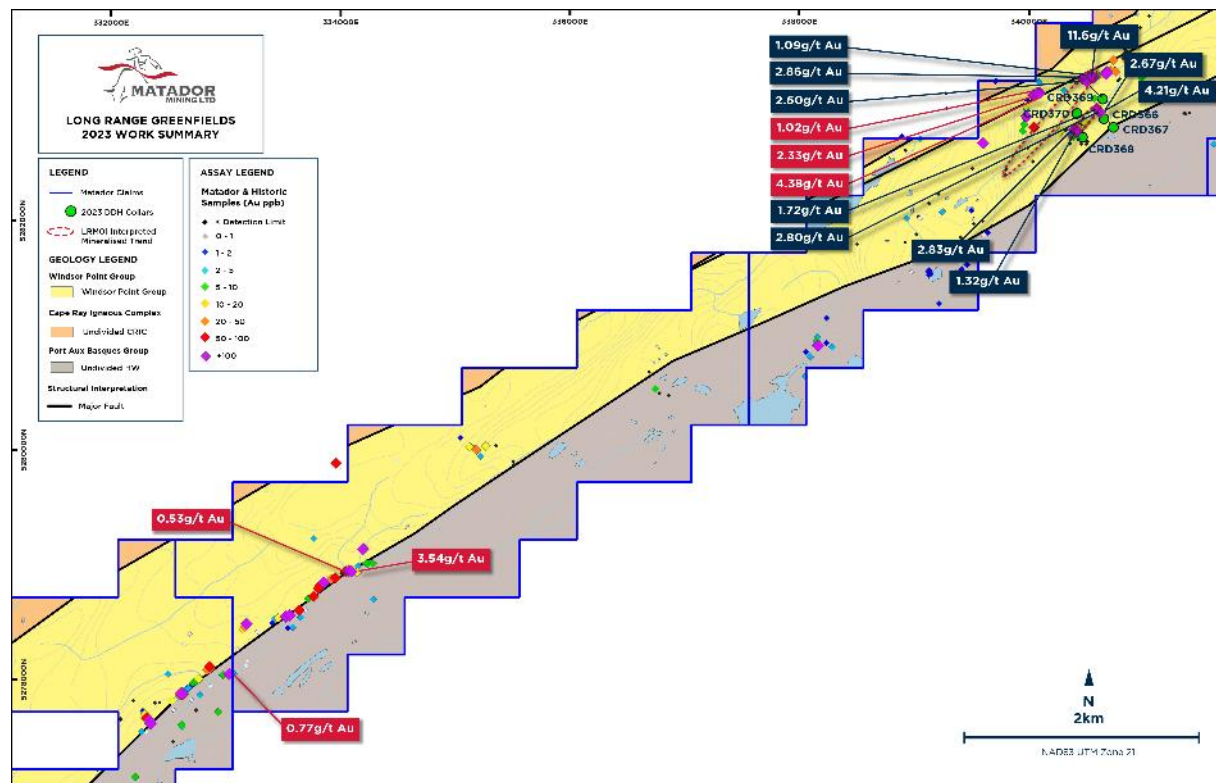 332000E
334000E
336000E
338000E
340000E
MATADOR
MINING LTD
LONG RANGE GREENFIELDS
2023 WORK SUMMARY
LEGEND
Matador Claims
2023 DDH Collars
LRMOI Interpreted
Mineralised Trend
GEOLOGY LEGEND
Windsor Point Group
Windsor Point Group
Cape Ray Igneous Complex
Undivided CRIC
Port Aux Basques Group
Undivided HW
Structural Interpretation
Major Fault
ASSAY LEGEND
Matador & Historic
Samples (Au ppb)
< Detection Limit
0 - 1
1 - 2
2 - 5
5 - 10
10 - 20
20 - 50
50 - 100
+100
1.09g/t Au
2.86g/t Au
2.60g/t Au
1.02g/t Au
2.33g/t Au
4.38g/t Au
1.72g/t Au
2.80g/t Au
11.6g/t Au
2.67g/t Au
4.21g/t Au
CRD369
CRD370
CRD366
CRD367
CRD368
2.83g/t Au
1.32g/t Au
0.53g/t Au
3.54g/t Au
0.77g/t Au
5282000N
5280000N
5278000N
N
2km
NAD83 UTM Zone 21